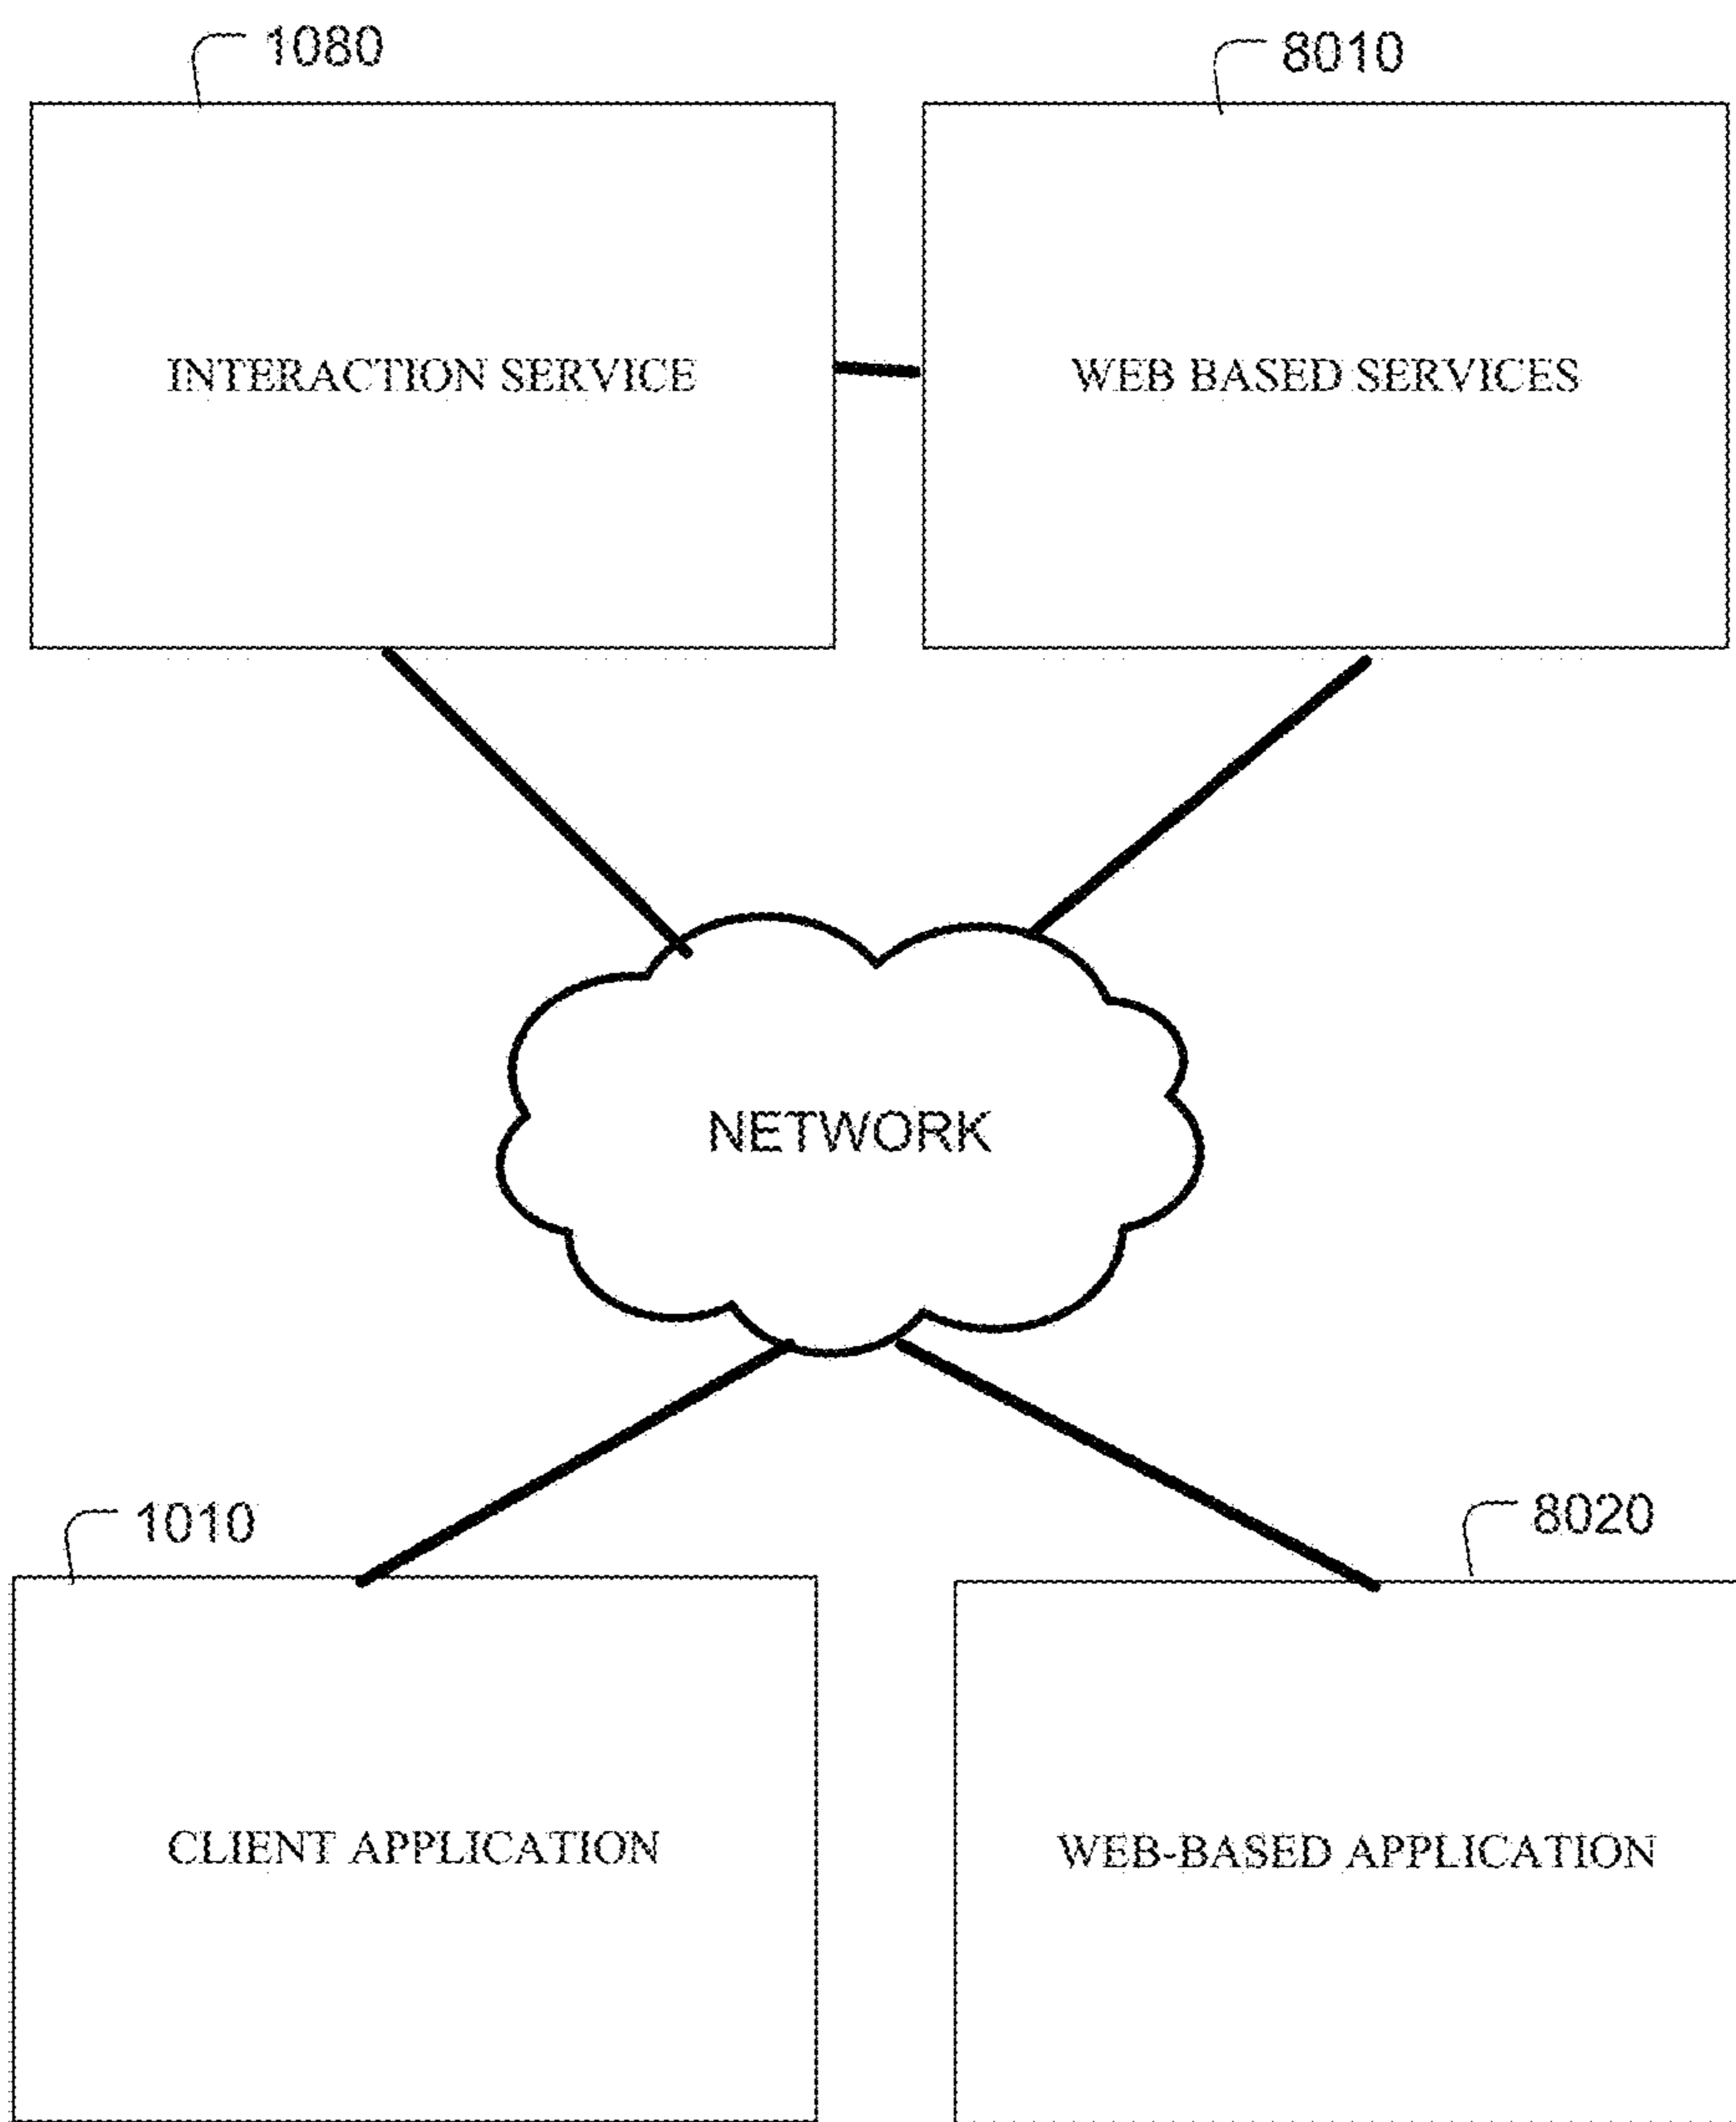 1080
8010
INTERACTION SERVICE
WEB BASED SERVICES
NETWORK
1010
8020
CLIENT APPLICATION
WEB-BASED APPLICATION